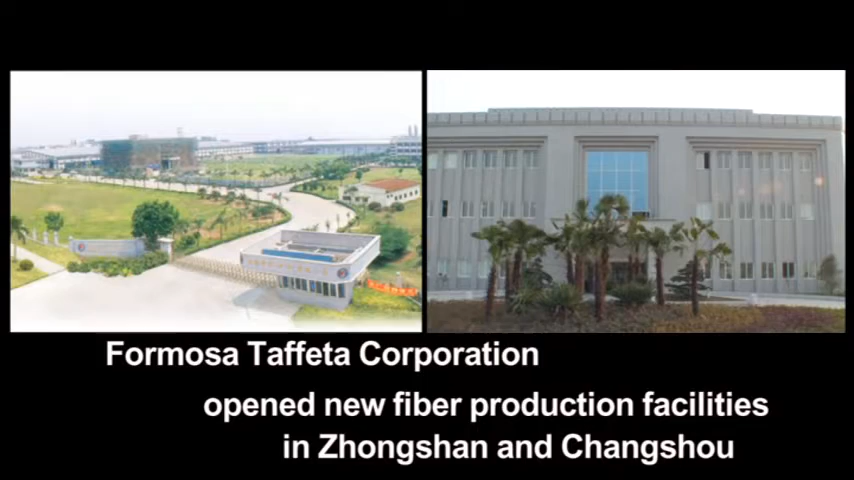 Formosa Taffeta Corporation
opened new fiber production facilities
in Zhongshan and Changshou